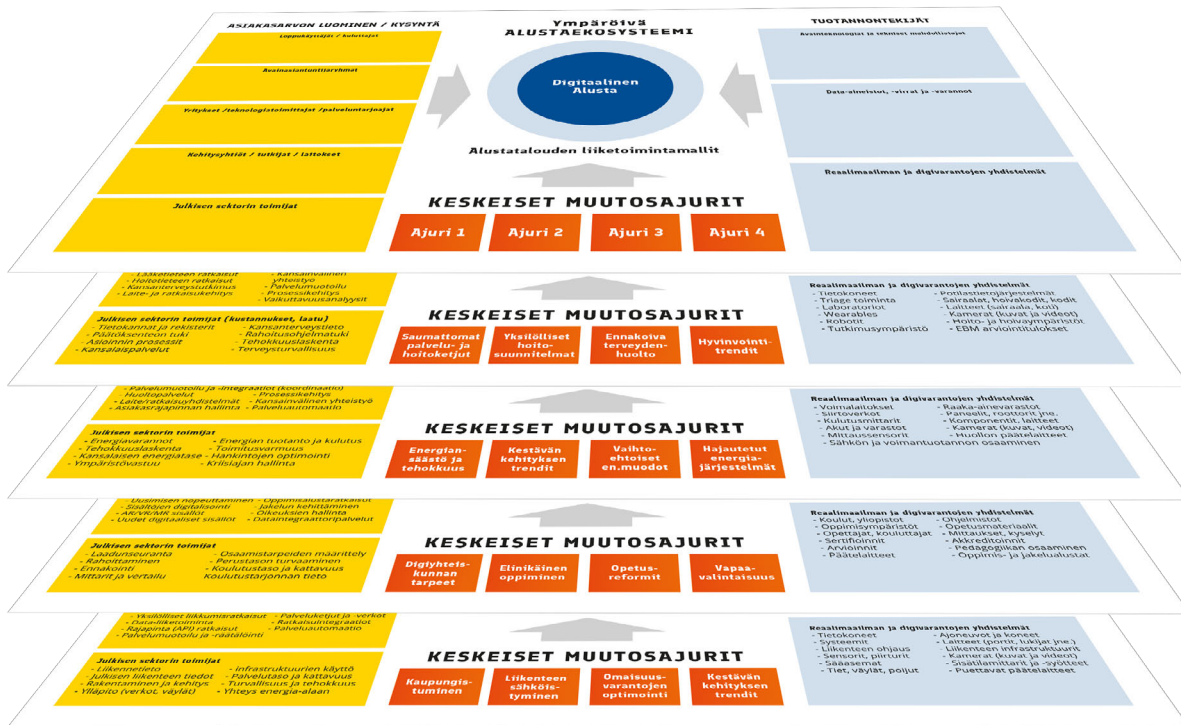 ASIAKASARVON LUOMINEN / KYSYNTÄ
Loppukäyttäjät / kuluttajat
Avainasiantuntijaryhmät
Yritykset /teknologiatoimittajat /palveluntarjoajat
Kehitysyhtiöt / tutkijat / laitokset
Julkisen sektorin toimijat
Ympäröivä
ALUSTAEKOSYSTEEMI
Digitaalinen
Alusta
Alustatalouden liiketoimintamallit
KESKEISET MUUTOSAJURIT
Ajuri 1
Ajuri 2
Ajuri 3
Ajuri 4
TUOTANNONTEKIJÄT
Avainteknologiat ja tekniset mahdollistajat
Data-aineistot, -virrat ja -varannot
Reaalimaailman ja digivarantojen yhdistelmät
- Lääketieteen ratkaisut
- Hoitotieteen ratkaisut
- Kansanterveystutkimus
- Laite- ja ratkaisukehitys
- Kansainvälinen
yhteistyö
- Palvelumuotoilu
- Prosessikehitys
- Vaikuttavuusanalyysit
Julkisen sektorin toimijat (kustannukset, laatu)
- Tietokannat ja rekisterit
- Päätöksenteon tuki
- Asioinnin prosessit
- Kansalaispalvelut
- Kansanterveystieto
- Rahoitusohjelmatuki
- Tehokkuuslaskenta
- Terveysturvallisuus
KESKEISET MUUTOSAJURIT
Saumattomat
palvelu- ja
hoitoketjut
Yksilölliset
hoito-
suunnitelmat
Ennakoiva
terveyden-
huolto
Hyvinvointi-
trendit
Reaalimaailman ja digivarantojen yhdistelmät
- Tietokoneet
- Triage toiminta
- Laboratoriot
- Wearables
- Robotit
- Tutkimusympäristö
- Potilastietojärjestelmät
- Sairaalat, hoivakodit, kodit
- Laitteet (sairaala, koti)
- Kamerat (kuvat ja videot)
- Hoito- ja hoivaympäristöt
- EBM arviointitulokset
- Palvelumuotoilu ja -integraatiot (koordinaatio)
- Huoltopalvelut
- Laite/ratkaisuyhdistelmät
- Asiakasrajapinnan hallinta
- Prosessikehitys
- Kansainvälinen yhteistyö
- Palveluautomaatio
Julkisen sektorin toimijat
- Energiavarannot
- Tehokkuuslaskenta
- Kansalaisen energiatase
- Ympäristövastuu
- Energian tuotanto ja kulutus
- Toimitusvarmuus
- Hankintojen optimointi
- Kriisiajan hallinta
KESKEISET MUUTOSAJURIT
Energian-
säästö ja
tehokkuus
Kestävän
kehityksen
trendit
Vaihto-
ehtoiset
en.muodot
Hajautetut
energia-
järjestelmät
Reaalimaailman ja digivarantojen yhdistelmät
- Voimalaitokset
- Siirtoverkot
- Kulutusmittarit
- Akut ja varastot
- Mittaussensorit
- Sähkön ja voimantuotannon osaaminen
- Raaka-ainevarastot
- Paneelit, roottorit jne.
- Komponentit, laitteet
- Kamerat (kuvat, videot)
- Huollon päätelaitteet
- Uusimisen nopeuttaminen
- Sisältöjen digitalisointi
- AR/VR/MR sisällöt
- Uudet digitaaliset sisällöt
- Oppimisalustaratkaisut
- Jakelun kehittäminen
- Oikeuksien hallinta
- Dataintegraattoripalvelut
Julkisen sektorin toimijat
- Laadunseuranta
- Rahoittaminen
- Ennakointi
- Mittarit ja vertailu
- Osaamistarpeiden määrittely
- Perustason turvaaminen
- Koulutustaso ja kattavuus
Koulutustarjonnan tieto
KESKEISET MUUTOSAJURIT
Digiyhteis-
kunnan
tarpeet
Elinikäinen
oppiminen
Opetus-
reformit
Vapaa-
valintaisuus
Reaalimaailman ja digivarantojen yhdistelmät
- Koulut, yliopistot
- Oppimisympäristöt
- Opettajat, kouluttajat
- Sertifioinnit
- Arvioinnit
- Päätelaitteet
- Ohjelmistot
- Opetusmateriaalit
- Mittaukset, kyselyt
- Akkreditoinnit
- Pedagogiikan osaaminen
- Oppimis- ja jakelualustat
- Yksilölliset liikkumisratkaisut
- Data-liiketoiminta
- Rajapinta (API) ratkaisut
- Palvelumuotoilu ja -räätälöinti
- Palveluketjut ja -verkot
- Ratkaisuintegraatiot
- Palveluautomaatio
Julkisen sektorin toimijat
- Liikennetieto
- Julkisen liikenteen tiedot
- Rakentaminen ja kehitys
- Ylläpito (verkot, väylät)
- Infrastruktuurien käyttö
- Palvelutaso ja kattavuus
- Turvallisuus ja tehokkuus
- Yhteys energia-alaan
KESKEISET MUUTOSAJURIT
Kaupungis-
tuminen
Liikenteen
sähköis-
tyminen
Omaisuus-
varantojen
optimointi
Kestävän
kehityksen
trendit
Reaalimaailman ja digivarantojen yhdistelmät
- Tietokoneet
- Systeemit
- Liikenteen ohjaus
- Sensorit, piirturit
- Sääasemat
- Tiet, väylät, poijut
- Ajoneuvot ja koneet
- Laitteet (portit, lukijat jne.)
- Liikenteen infrastruktuurit
- Kamerat (kuvat ja videot)
- Sisätilamittarit ja -syötteet
- Puettavat päätelaitteet